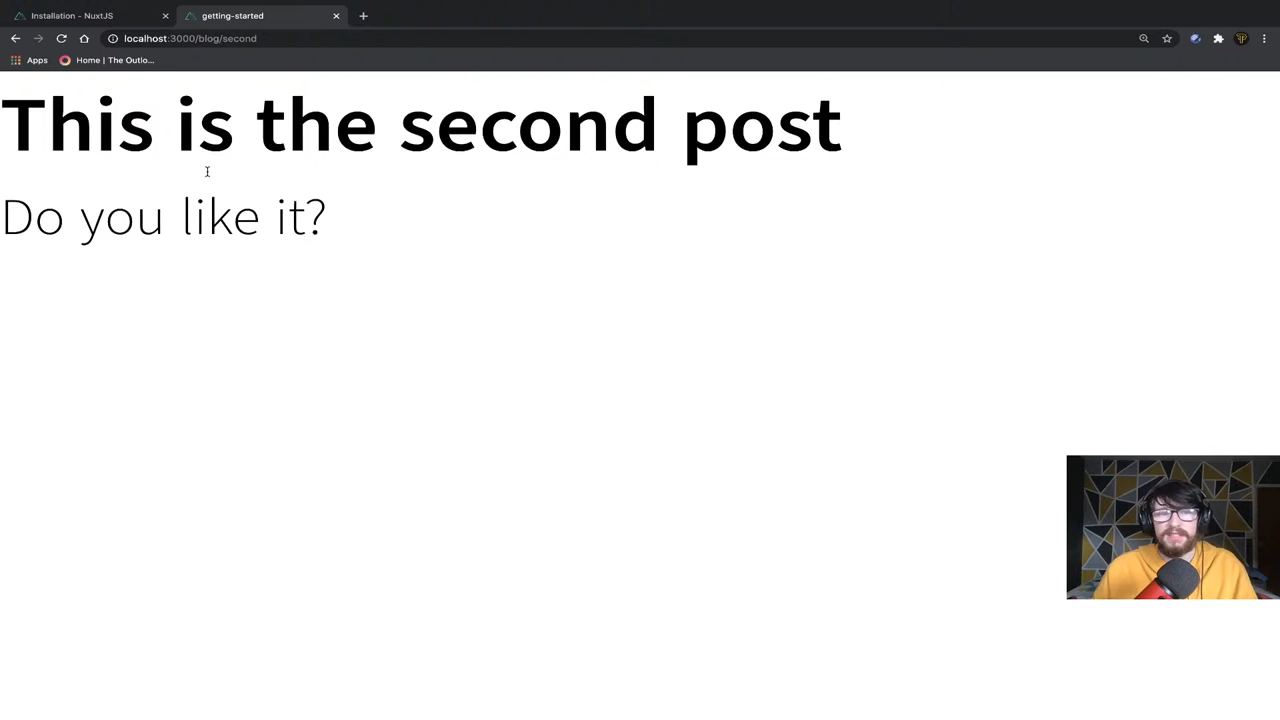 Installation - NuxtJS
getting-started
localhost:3000/blog/second
Apps
Home | The Outlo...
This is the second post
Do you like it?